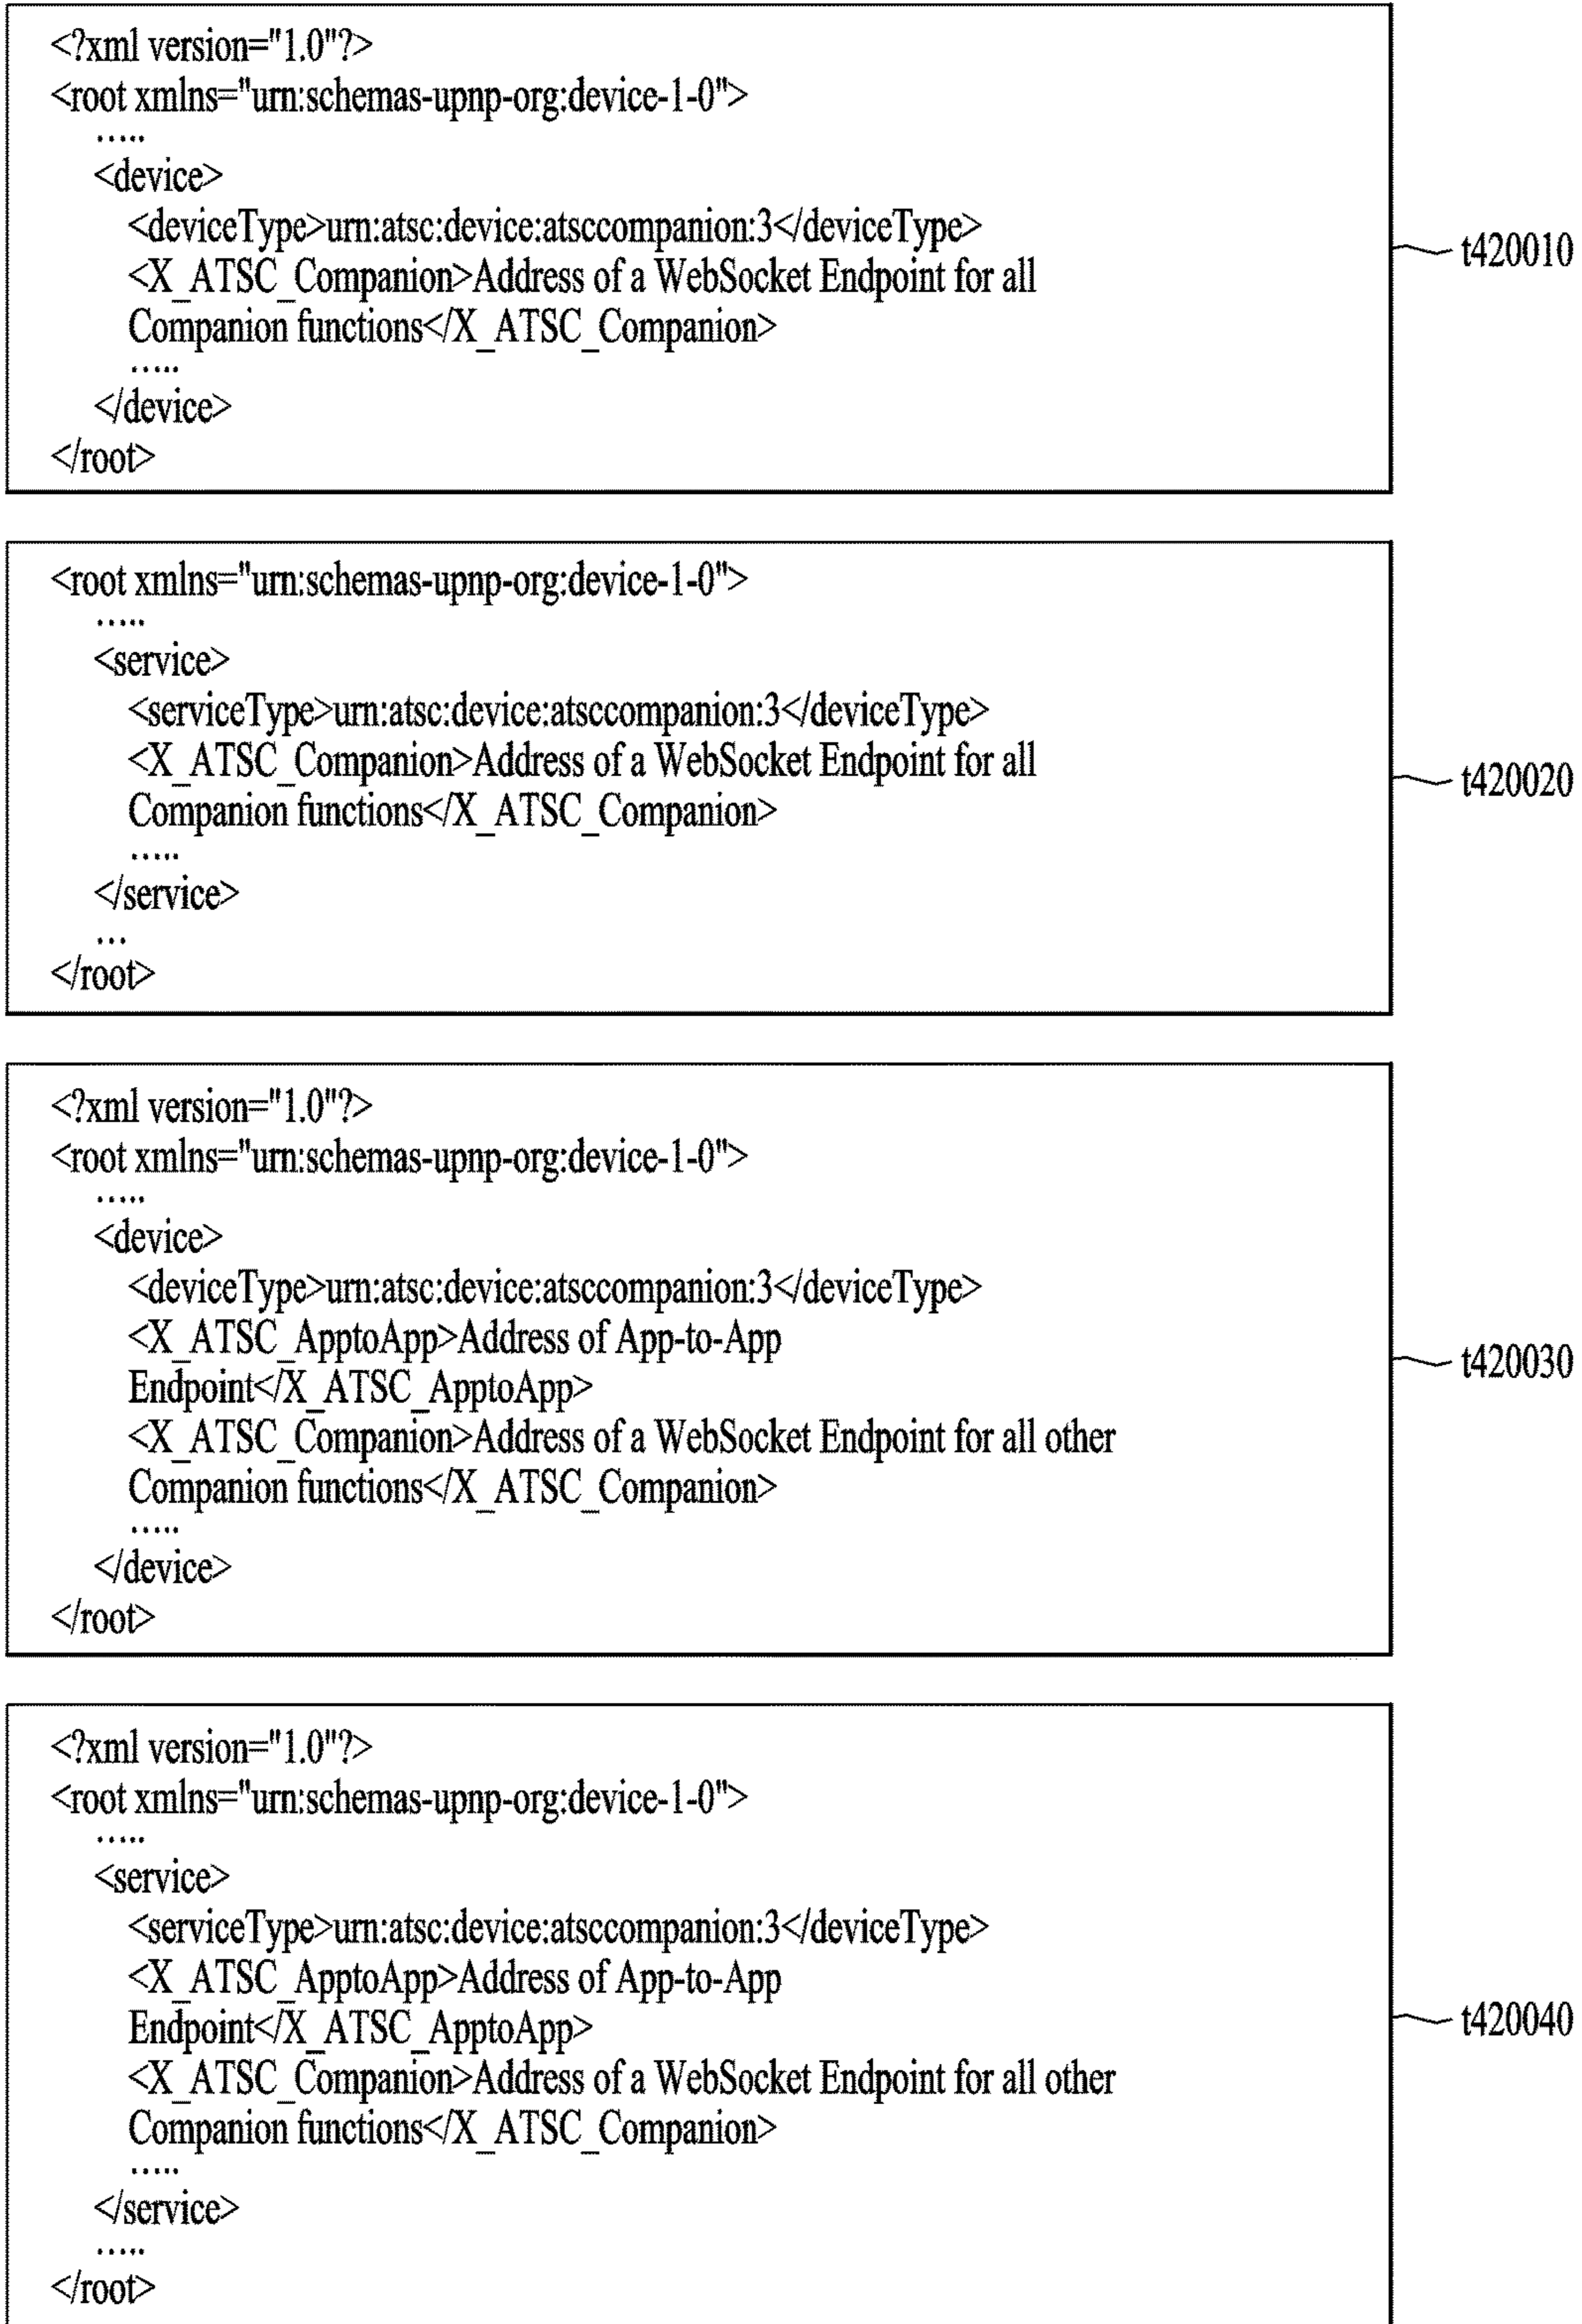 <?xml version="1.0"?>
<root xmlns="urn:schemas-upnp-org:device-1-0">
.....
<device>
<deviceType>urn:atsc:device:atsccompanion:3</deviceType>
<X_ATSC_Companion>Address of a WebSocket Endpoint for all
Companion functions</X_ATSC_Companion>
.....
</device>
</root>
t420010
<root xmlns="urn:schemas-upnp-org:device-1-0">
.....
<service>
<serviceType>urn:atsc:device:atsccompanion:3</deviceType>
<X_ATSC_Companion>Address of a WebSocket Endpoint for all
Companion functions</X_ATSC_Companion>
.....
</service>
...
</root>
t420020
<?xml version="1.0"?>
<root xmlns="urn:schemas-upnp-org:device-1-0">
.....
<device>
<deviceType>urn:atsc:device:atsccompanion:3</deviceType>
<X_ATSC_ApptoApp>Address of App-to-App
Endpoint</X_ATSC_ApptoApp>
<X_ATSC_Companion>Address of a WebSocket Endpoint for all other
Companion functions</X_ATSC_Companion>
.....
</device>
</root>
t420030
<?xml version="1.0"?>
<root xmlns="urn:schemas-upnp-org:device-1-0">
.....
<service>
<serviceType>urn:atsc:device:atsccompanion:3</deviceType>
<X_ATSC_ApptoApp>Address of App-to-App
Endpoint</X_ATSC_ApptoApp>
<X_ATSC_Companion>Address of a WebSocket Endpoint for all other
Companion functions</X_ATSC_Companion>
.....
</service>
.....
</root>
t420040